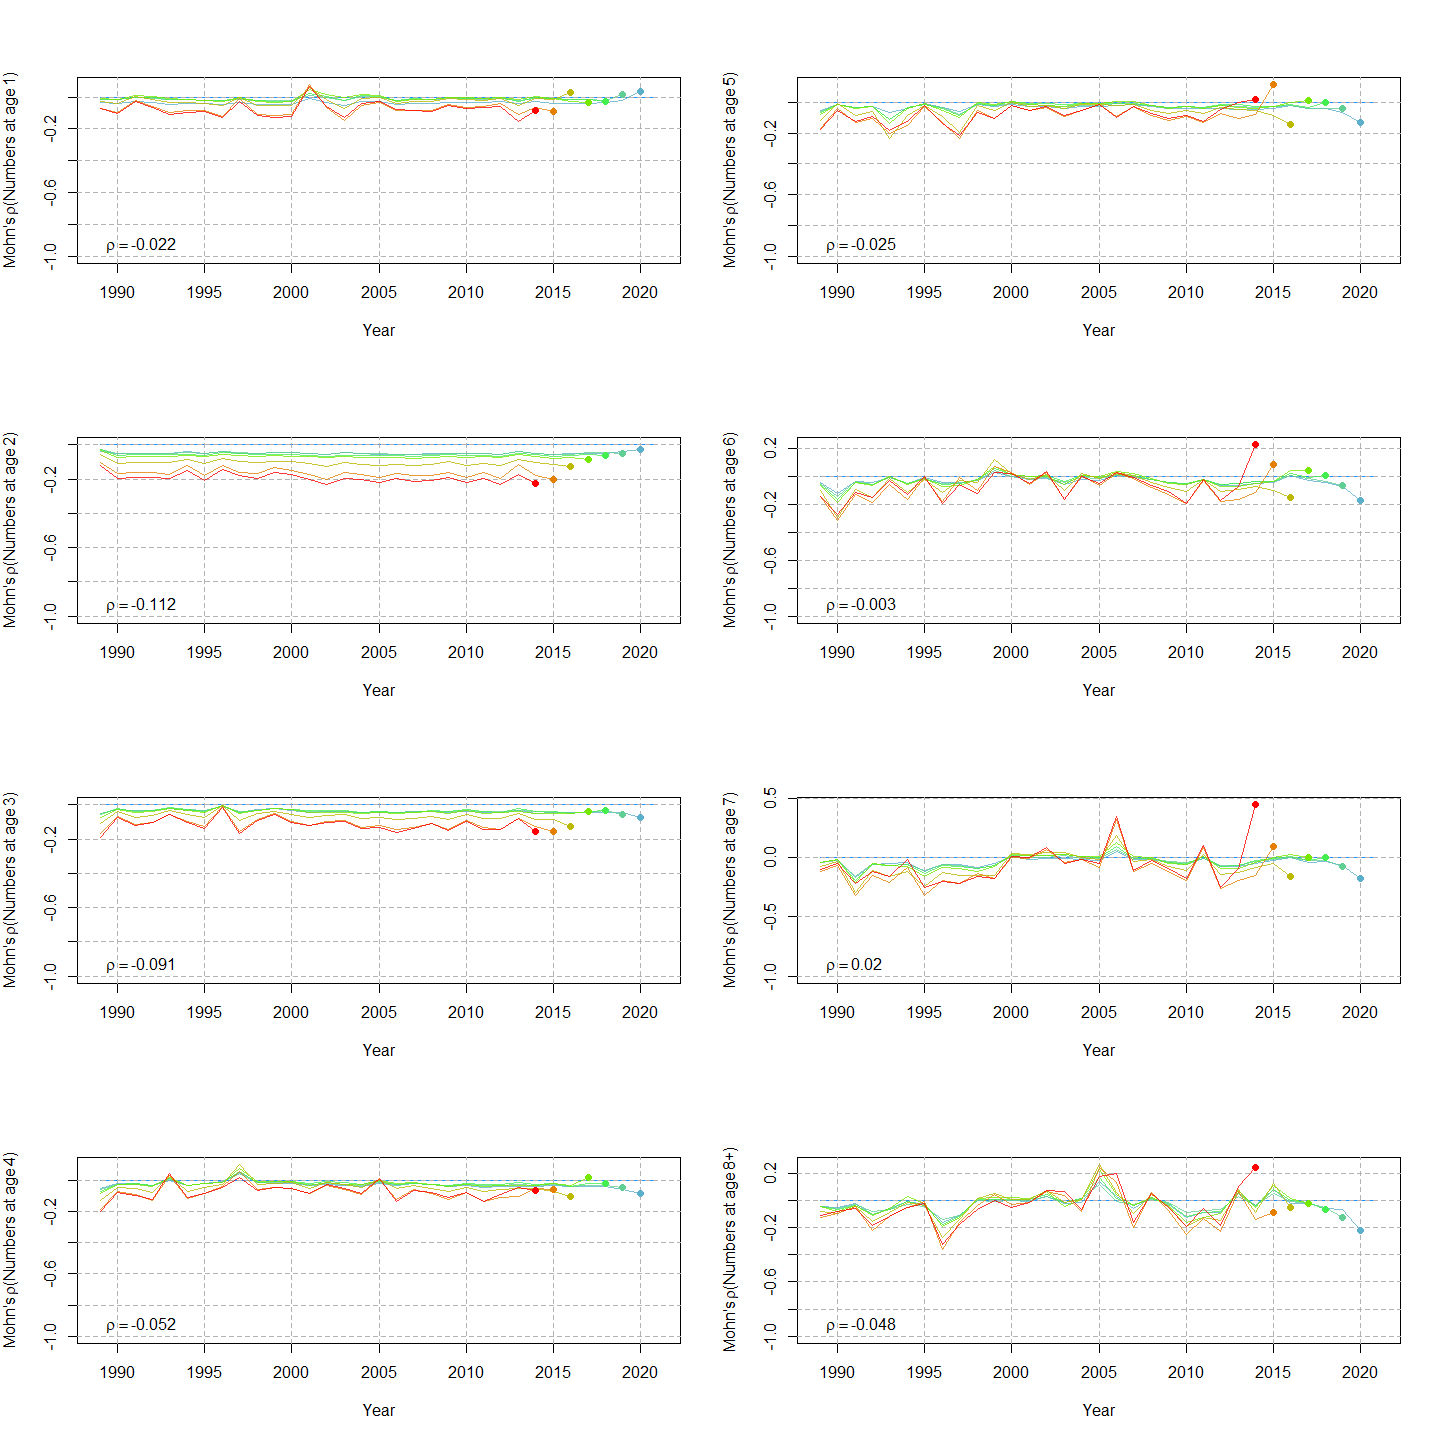 Mohn's ρ(Numbers at age 1)
-0.2
-0.6
-1.0
ρ = -0.022
1990 1995 2000 2005 2010 2015 2020
Year
Mohn's ρ(Numbers at age 5)
-0.2
-0.6
-1.0
ρ = -0.025
1990 1995 2000 2005 2010 2015 2020
Year
Mohn's ρ(Numbers at age 2)
-0.2
-0.6
-1.0
ρ = -0.112
1990 1995 2000 2005 2010 2015 2020
Year
Mohn's ρ(Numbers at age 6)
0.2
-0.2
-0.6
-1.0
ρ = -0.003
1990 1995 2000 2005 2010 2015 2020
Year
Mohn's ρ(Numbers at age 3)
-0.2
-0.6
-1.0
ρ = -0.091
1990 1995 2000 2005 2010 2015 2020
Year
Mohn's ρ(Numbers at age 7)
0.5
0.0
-0.5
-1.0
ρ = 0.02
1990 1995 2000 2005 2010 2015 2020
Year
Mohn's ρ(Numbers at age 4)
-0.2
-0.6
-1.0
ρ = -0.052
1990 1995 2000 2005 2010 2015 2020
Year
Mohn's ρ(Numbers at age 8+)
0.2
-0.2
-0.6
-1.0
ρ = -0.048
1990 1995 2000 2005 2010 2015 2020
Year